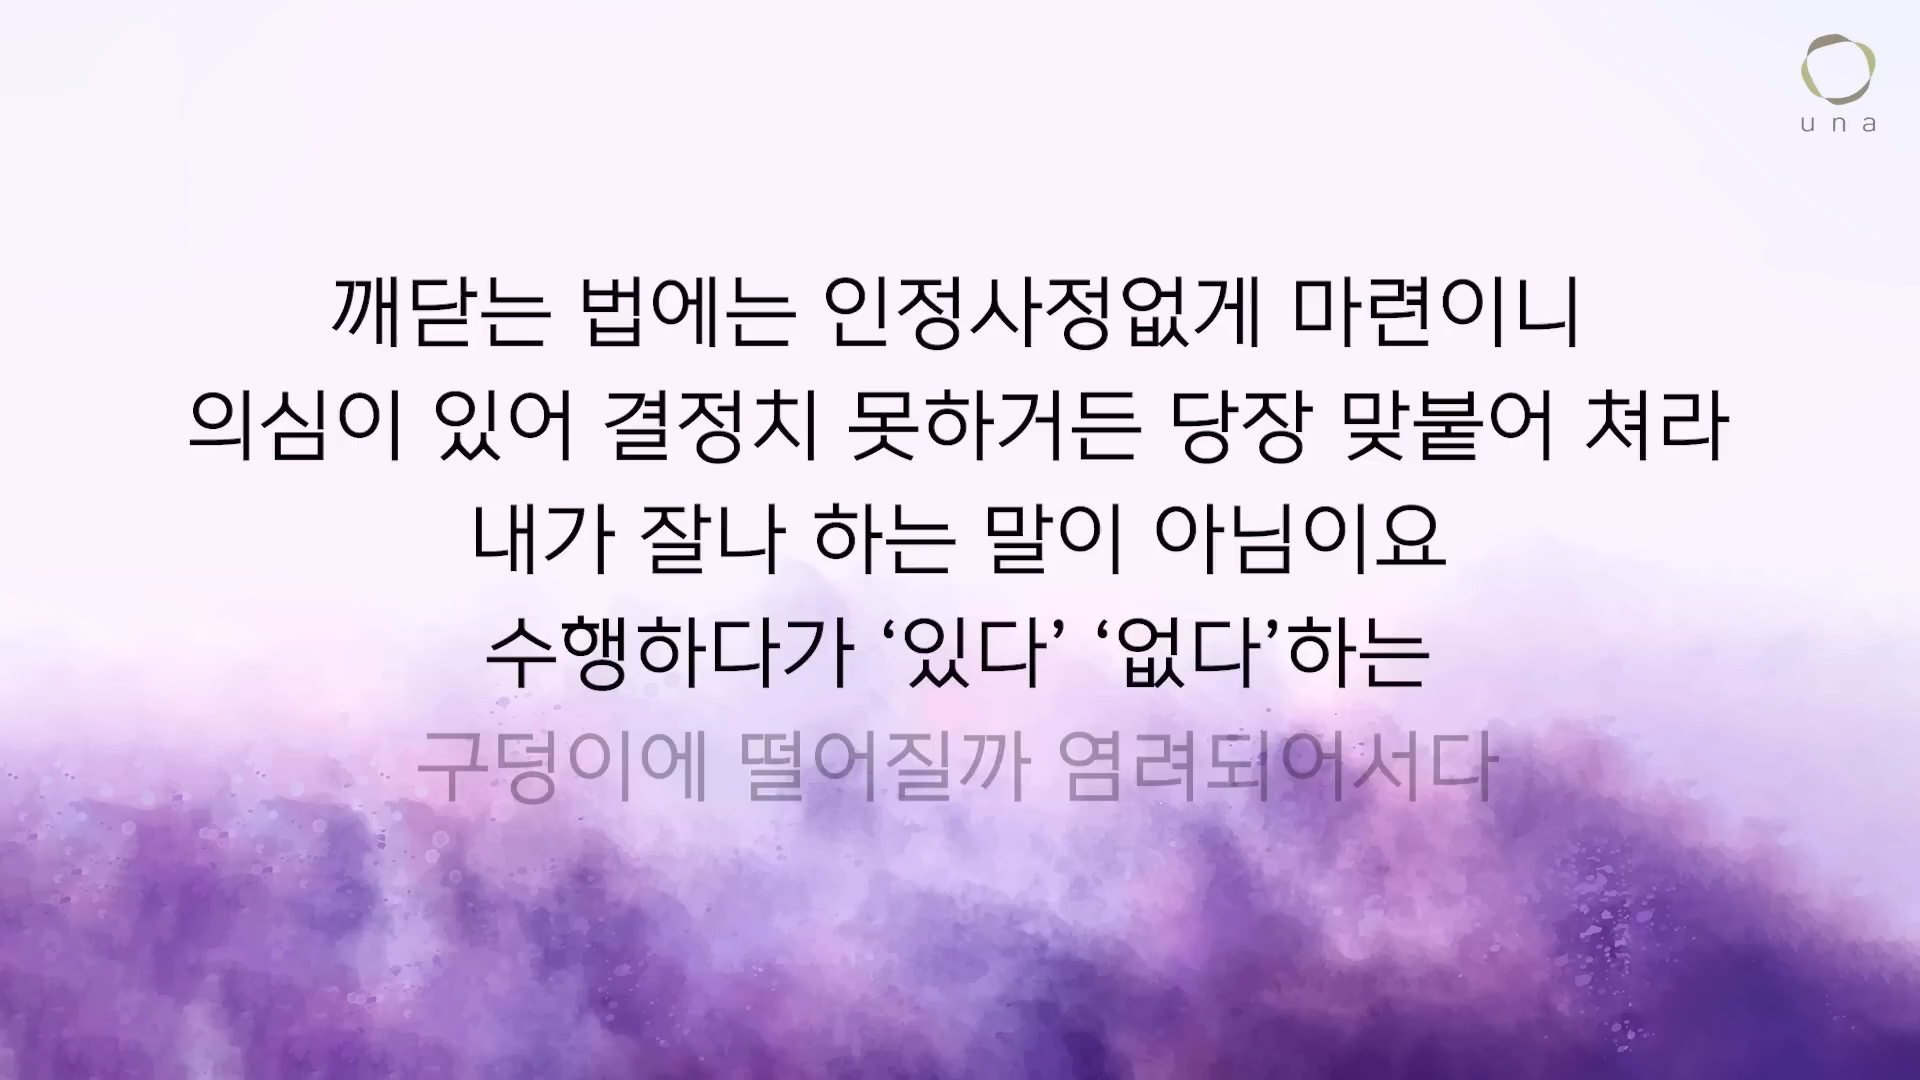 una
깨닫는 법에는 인정사정없게 마련이니
의심이 있어 결정치 못하거든 당장 맞붙어 쳐라
내가 잘나 하는 말이 아님이요
수행하다가 ‘있다’ ‘없다’하는
구덩이에 떨어질까 염려되어서다